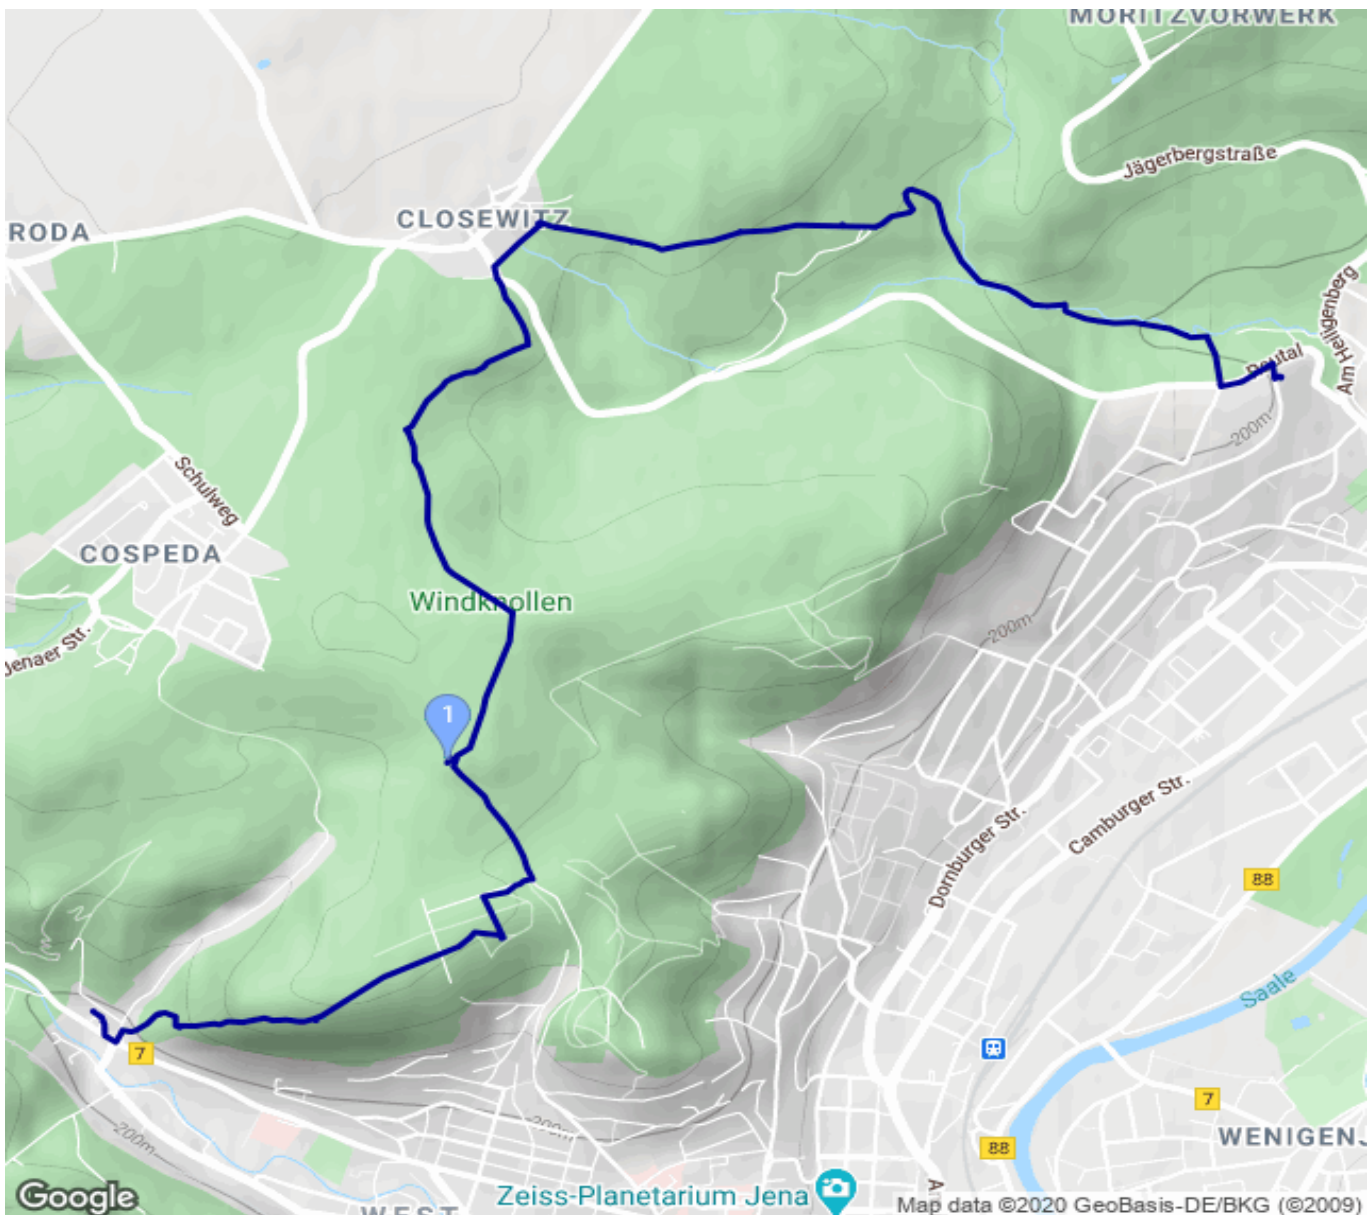 MORITZVORWERK
Jägerbergstraße
CLOSEWITZ
RODA
Am Heiligenberg
200m
Schulweg
COSPEDA
Windknollen
200m
Jenaer Str.
1
Camburger Str.
Dornburger Str.
88
Saale
7
7
200m
200m
88
WENIGENJ
Zeiss-Planetarium Jena
WEST
Google
Map data ©2020 GeoBasis-DE/BKG (©2009)